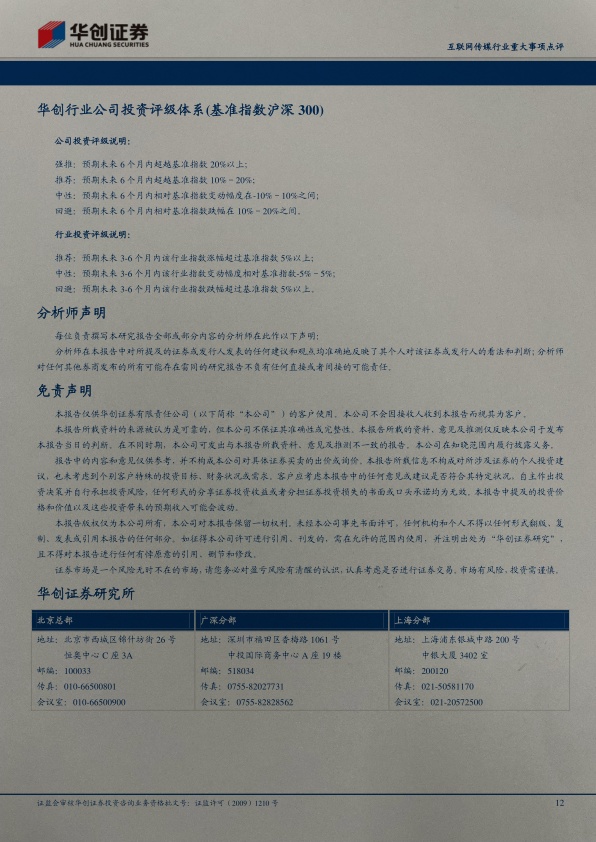 华创证券
HUA CHUANG SECURITIES
互联网传媒行业重大事项点评
华创行业公司投资评级体系(基准指数沪深 300)
公司投资评级说明：
强推：预期未来 6 个月内超越基准指数 20%以上；
推荐：预期未来 6 个月内超越基准指数 10%－20%；
中性：预期未来 6 个月内相对基准指数变动幅度在-10%－10%之间；
回避：预期未来 6 个月内相对基准指数跌幅在 10%－20%之间。
行业投资评级说明：
推荐：预期未来 3-6 个月内该行业指数涨幅超过基准指数 5%以上；
中性：预期未来 3-6 个月内该行业指数变动幅度相对基准指数-5%－5%；
回避：预期未来 3-6 个月内该行业指数跌幅超过基准指数 5%以上。
分析师声明
每位负责撰写本研究报告全部或部分内容的分析师在此作以下声明：
分析师在本报告中对所提及的证券或发行人发表的任何建议和观点均准确地反映了其个人对该证券或发行人的看法和判断；分析师
对任何其他券商发布的所有可能存在雷同的研究报告不负有任何直接或者间接的可能责任。
免责声明
本报告仅供华创证券有限责任公司（以下简称“本公司”）的客户使用。本公司不会因接收人收到本报告而视其为客户。
本报告所载资料的来源被认为是可靠的，但本公司不保证其准确性或完整性。本报告所载的资料、意见及推测仅反映本公司于发布
本报告当日的判断。在不同时期，本公司可发出与本报告所载资料、意见及推测不一致的报告。本公司在知晓范围内履行披露义务。
报告中的内容和意见仅供参考，并不构成本公司对具体证券买卖的出价或询价。本报告所载信息不构成对所涉及证券的个人投资建
议，也未考虑到个别客户特殊的投资目标、财务状况或需求。客户应考虑本报告中的任何意见或建议是否符合其特定状况，自主作出投
资决策并自行承担投资风险，任何形式的分享证券投资收益或者分担证券投资损失的书面或口头承诺均为无效。本报告中提及的投资价
格和价值以及这些投资带来的预期收入可能会波动。
本报告版权仅为本公司所有，本公司对本报告保留一切权利。未经本公司事先书面许可，任何机构和个人不得以任何形式翻版、复
制、发表或引用本报告的任何部分。如征得本公司许可进行引用、刊发的，需在允许的范围内使用，并注明出处为“华创证券研究”，
且不得对本报告进行任何有悖原意的引用、删节和修改。
证券市场是一个风险无时不在的市场，请您务必对盈亏风险有清醒的认识，认真考虑是否进行证券交易。市场有风险，投资需谨慎。
华创证券研究所
北京总部 广深分部 上海分部
地址：北京市西城区锦什坊街 26 号 地址：深圳市福田区香梅路 1061 号 地址：上海浦东银城中路 200 号
恒奥中心 C 座 3A 中投国际商务中心 A 座 19 楼 中银大厦 3402 室
邮编：100033 邮编：518034 邮编：200120
传真：010-66500801 传真：0755-82027731 传真：021-50581170
会议室：010-66500900 会议室：0755-82828562 会议室：021-20572500
证监会审核华创证券投资咨询业务资格批文号：证监许可（2009）1210 号 12